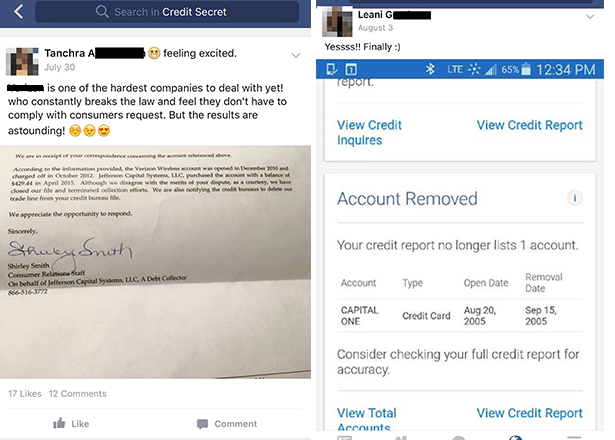 Search in Credit Secret
Tanchra A feeling excited.
July 30
is one of the hardest companies to deal with yet!
who constantly breaks the law and feel they don't have to
comply with consumers request. But the results are
astounding!
We are in receipt of your correspondence concerning the account referenced above.
According to the information provided, the Verizon Wireless account was opened in December 2010 and
charged off in October 2012. Jefferson Capital Systems, LLC, purchased the account with a balance of
$429.44 in April 2015. Although we disagree with the merits of your dispute, as a courtesy, we have
closed our file and terminated collection efforts. We are also notifying the credit bureaus to delete our
trade line from your credit bureau file.
We appreciate the opportunity to respond.
Sincerely,
Shirley Smith
Shirley Smith
Consumer Relations Staff
On behalf of Jefferson Capital Systems, LLC, A Debt Collector
866-516-3772
17 Likes 12 Comments
Like Comment
Leani G
August 3
Yessss!! Finally :)
LTE 65% 12:34 PM
report.
View Credit
Inquires
View Credit Report
Account Removed
Your credit report no longer lists 1 account.
Account Type Open Date Removal
Date
CAPITAL
ONE
Credit Card
Aug 20,
2005
Sep 15,
2005
Consider checking your full credit report for
accuracy.
View Total
Accounts
View Credit Report